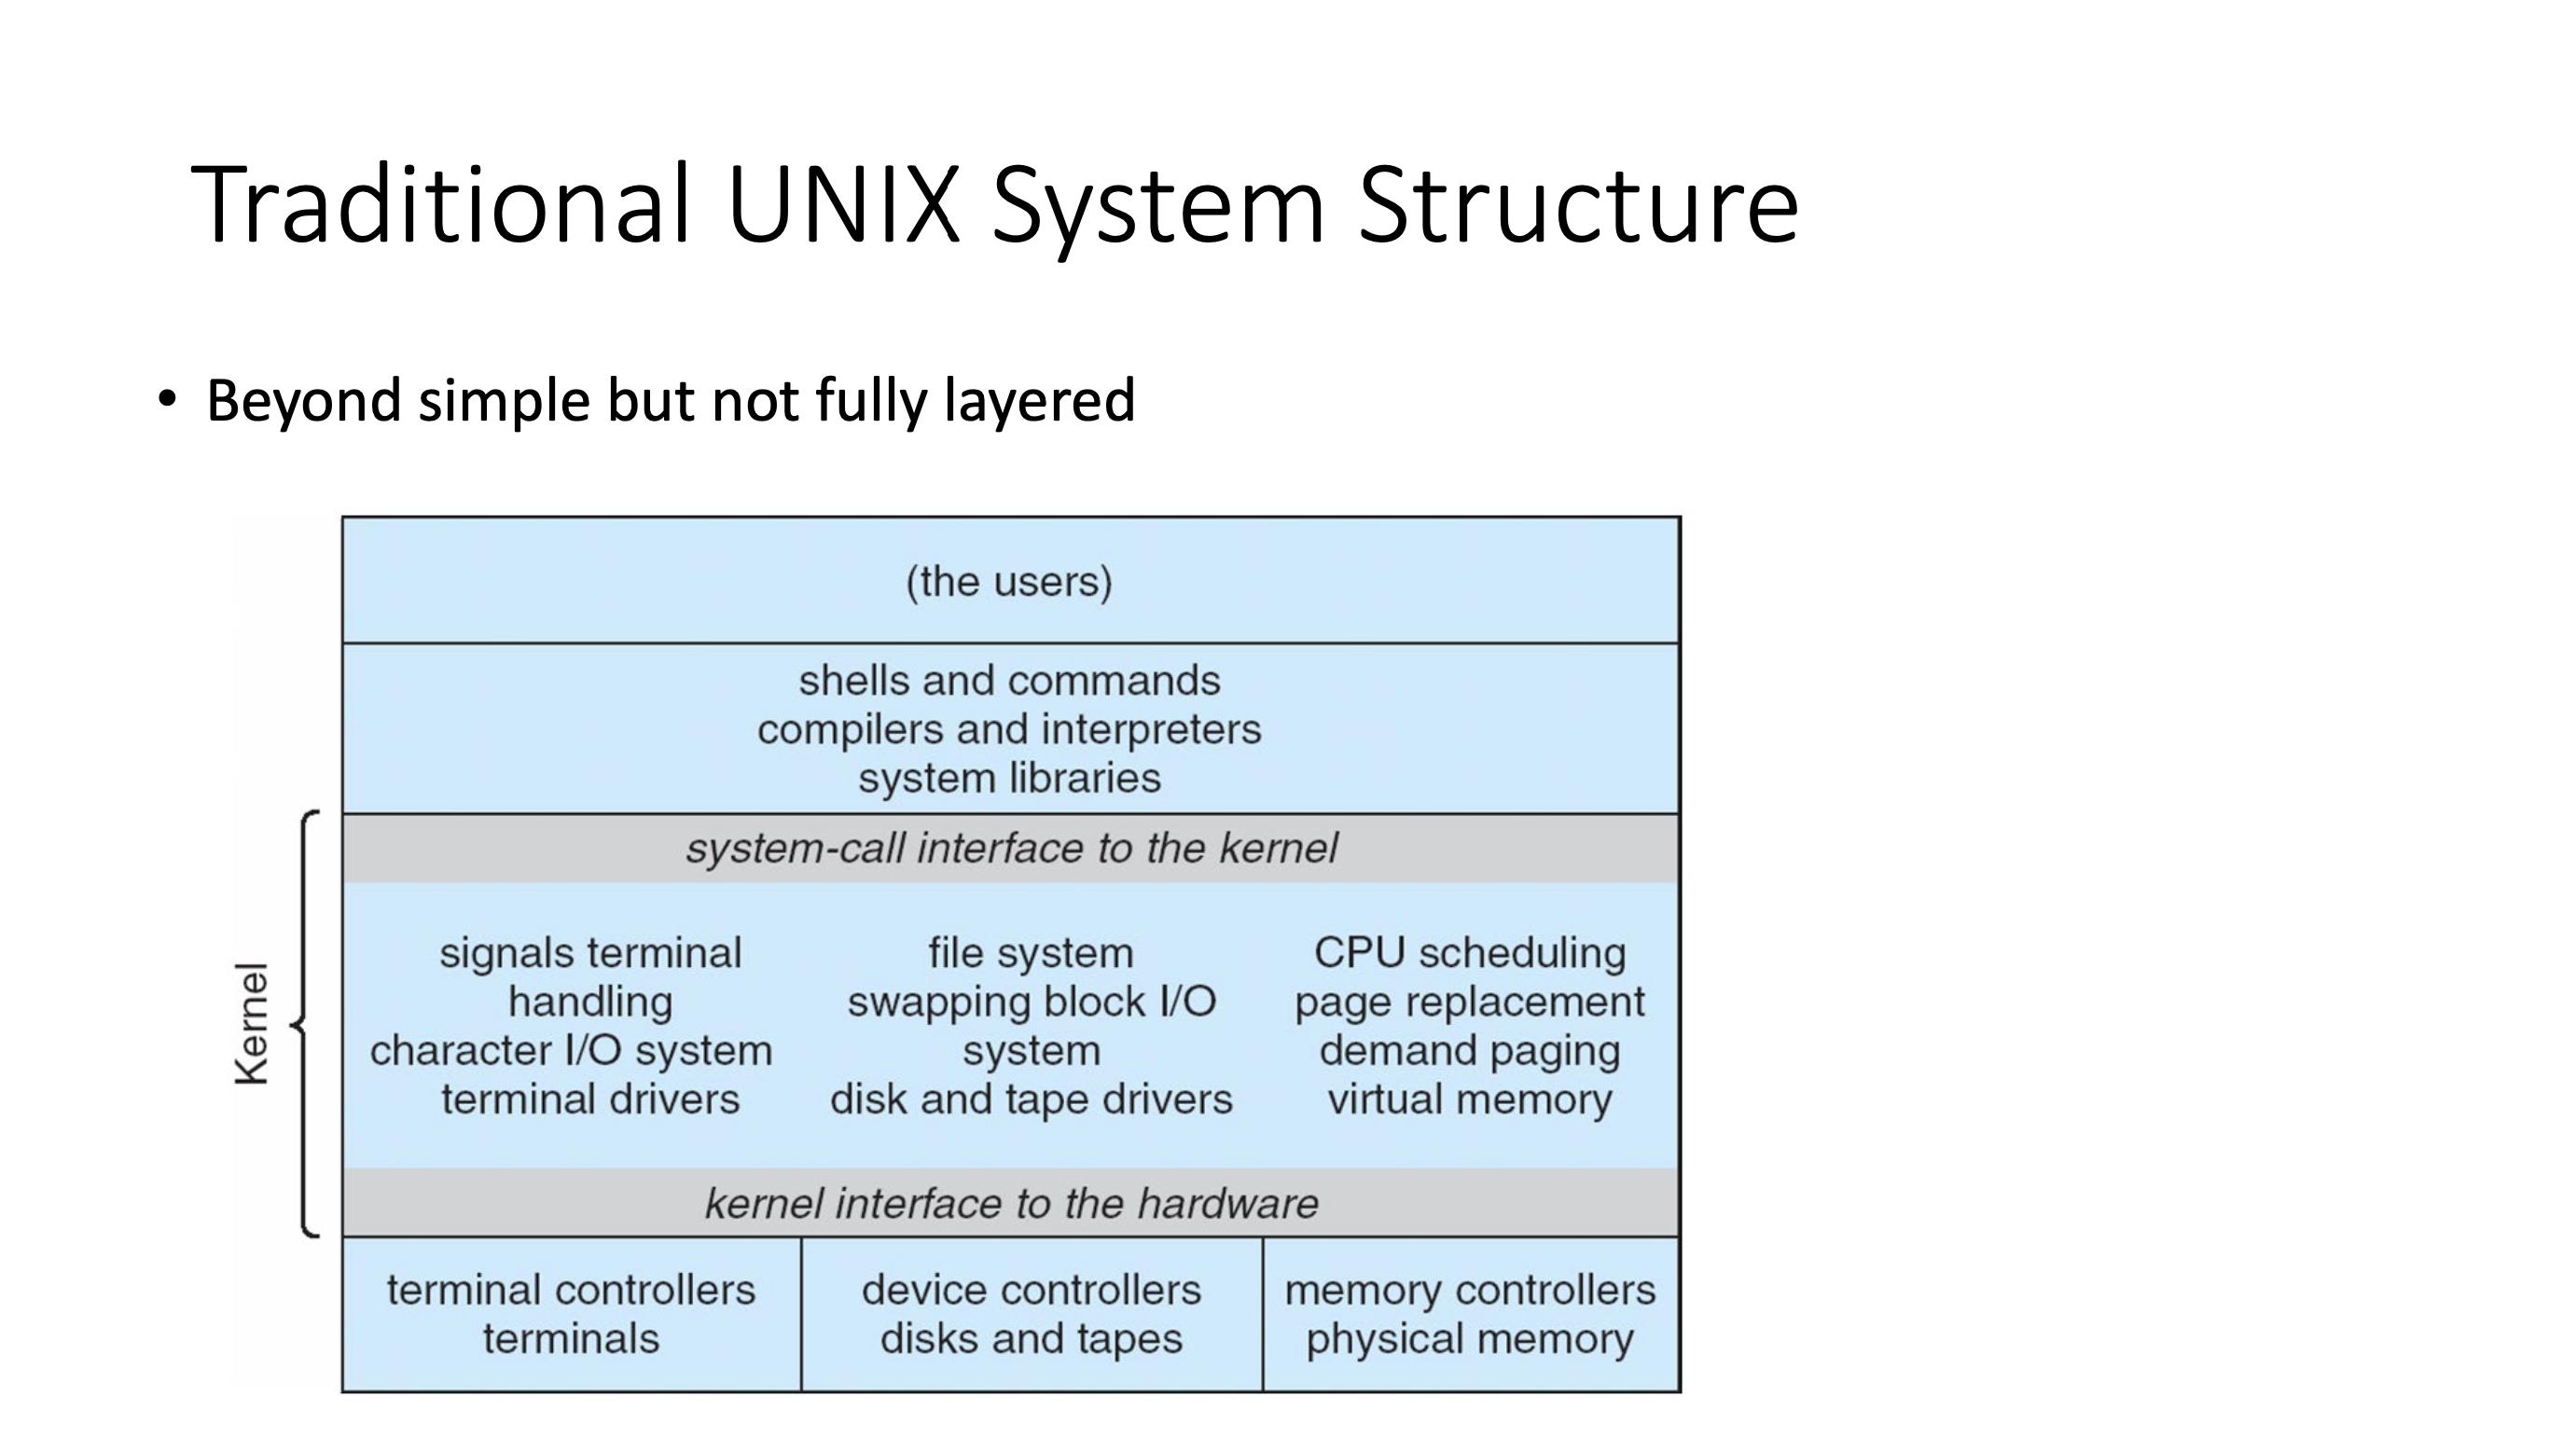 Traditional UNIX System Structure
• Beyond simple but not fully layered
(the users)
shells and commands
compilers and interpreters
system libraries
Kernel
system-call interface to the kernel
signals terminal
handling
character I/O system
terminal drivers
file system
swapping block I/O
system
disk and tape drivers
CPU scheduling
page replacement
demand paging
virtual memory
kernel interface to the hardware
terminal controllers
terminals
device controllers
disks and tapes
memory controllers
physical memory